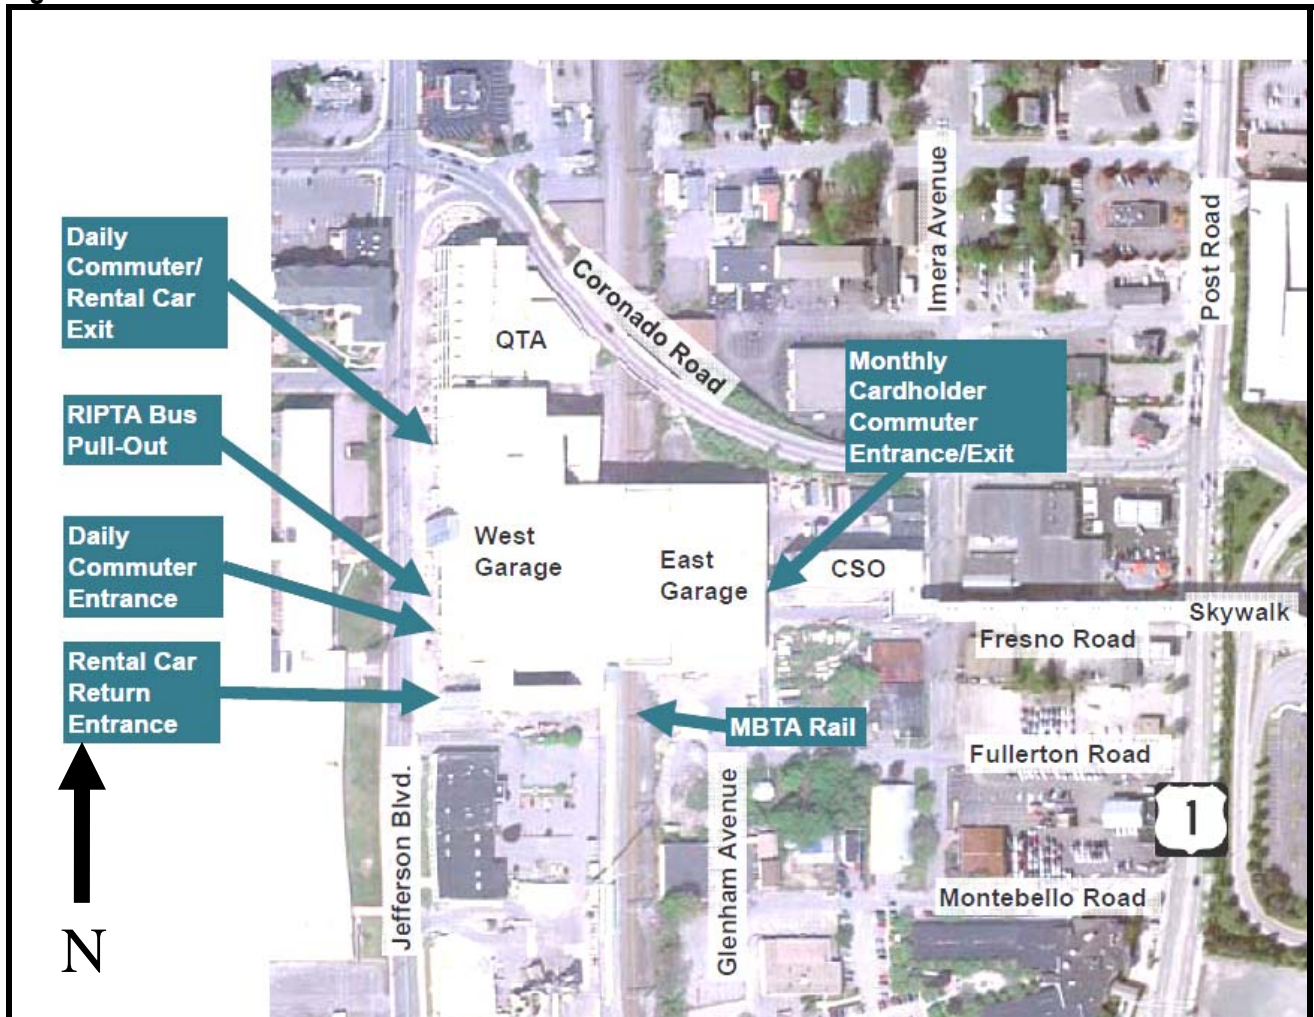 Imera Avenue
Post Road
Daily
Commuter/
Rental Car
Exit
Coronado Road
QTA
Monthly
Cardholder
Commuter
Entrance/Exit
RIPTA Bus
Pull-Out
Daily
Commuter
Entrance
West
Garage
East
Garage
CSO
Skywalk
Fresno Road
Rental Car
Return
Entrance
MBTA Rail
Fullerton Road
Jefferson Blvd.
Glenham Avenue
1
Montebello Road
N